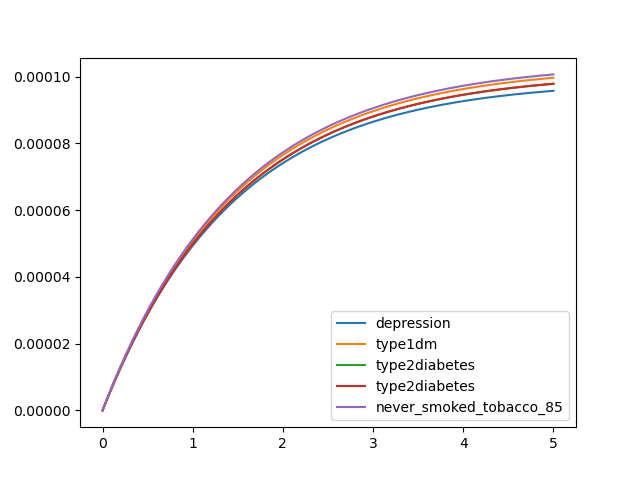 0.00010
0.00008
0.00006
0.00004
0.00002
0.00000
0 1 2 3 4 5
depression
type1dm
type2diabetes
type2diabetes
never_smoked_tobacco_85